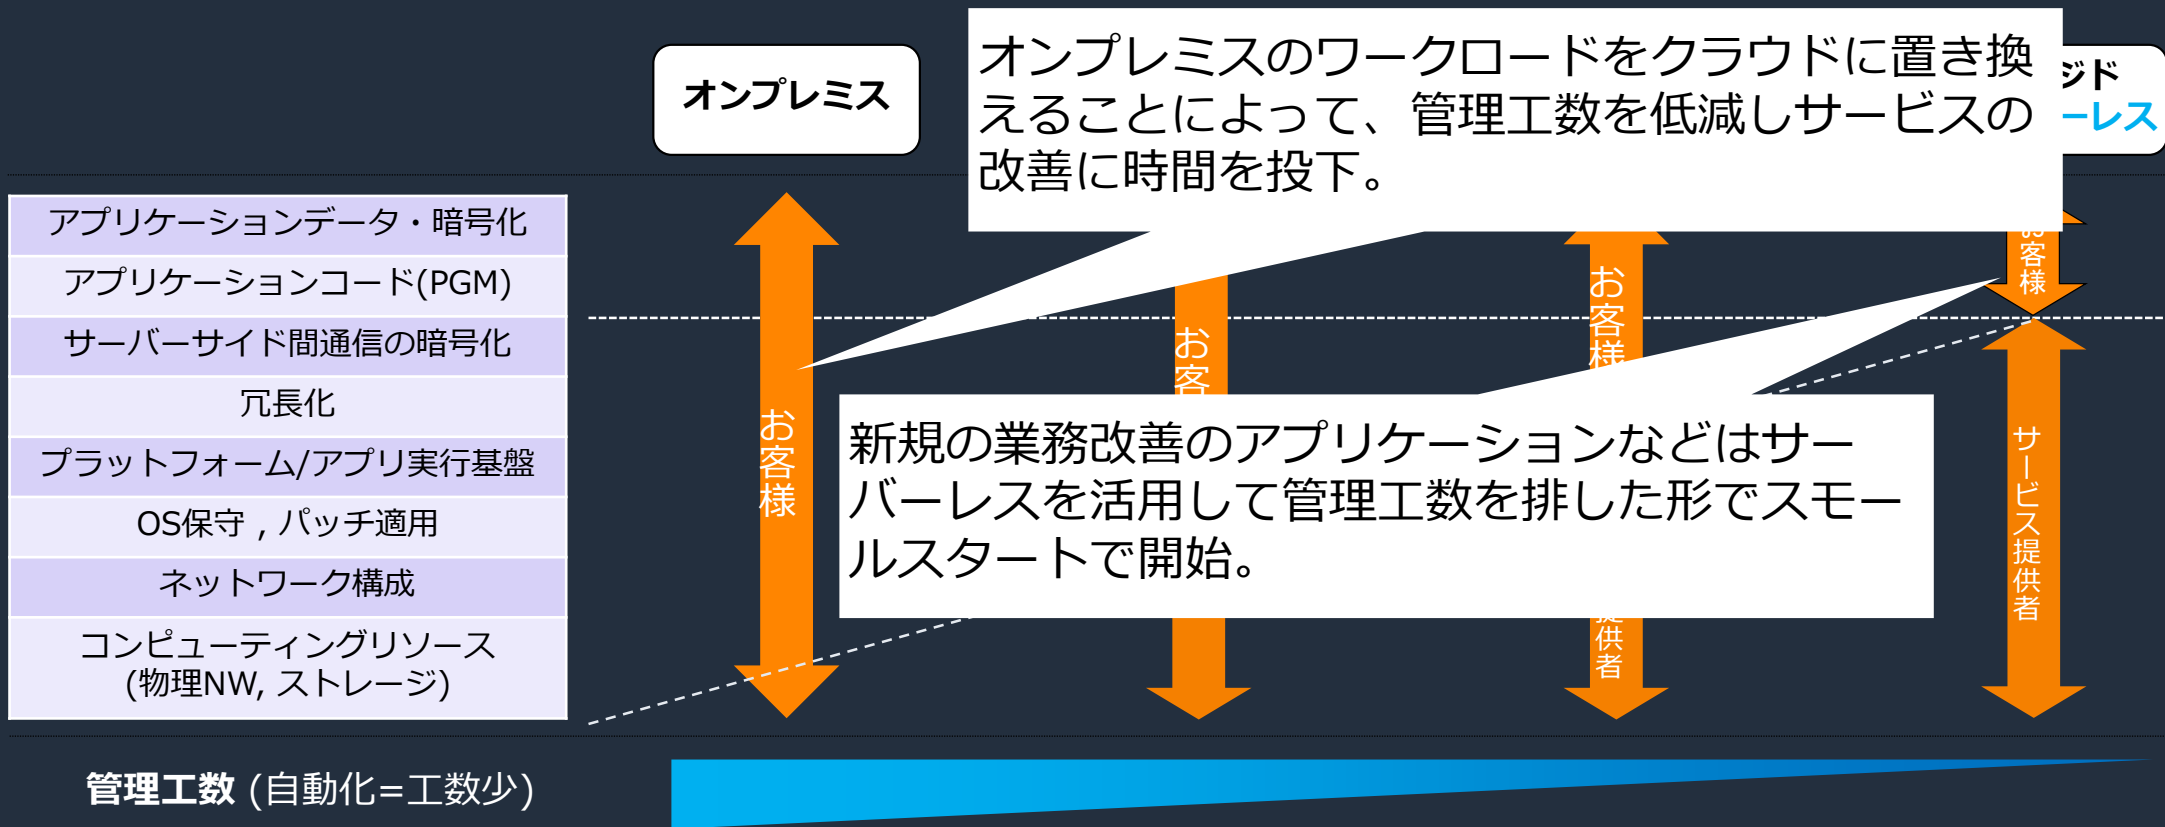 オンプレミス
オンプレミスのワークロードをクラウドに置き換
えることによって、管理工数を低減しサービスの
改善に時間を投下。
ジド
ーレス
アプリケーションデータ・暗号化
アプリケーションコード(PGM)
サーバーサイド間通信の暗号化
冗長化
プラットフォーム/アプリ実行基盤
OS保守 , パッチ適用
ネットワーク構成
コンピューティングリソース
(物理NW, ストレージ)
お客様
お客
お客様
提供者
お客様
サービス提供者
新規の業務改善のアプリケーションなどはサー
バーレスを活用して管理工数を排した形でスモー
ルスタートで開始。
管理工数 (自動化=工数少)